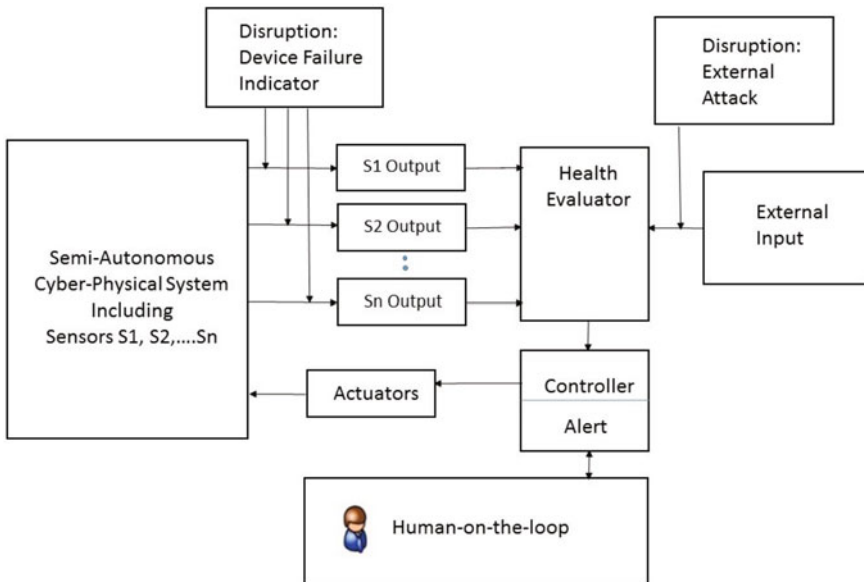 Disruption:
Device Failure
Indicator
Disruption:
External
Attack
S1 Output
Health
Evaluator
S2 Output
External
Input
Semi-Autonomous
Cyber-Physical System
Including
Sensors S1, S2,....Sn
Sn Output
Actuators
Controller
Alert
Human-on-the-loop